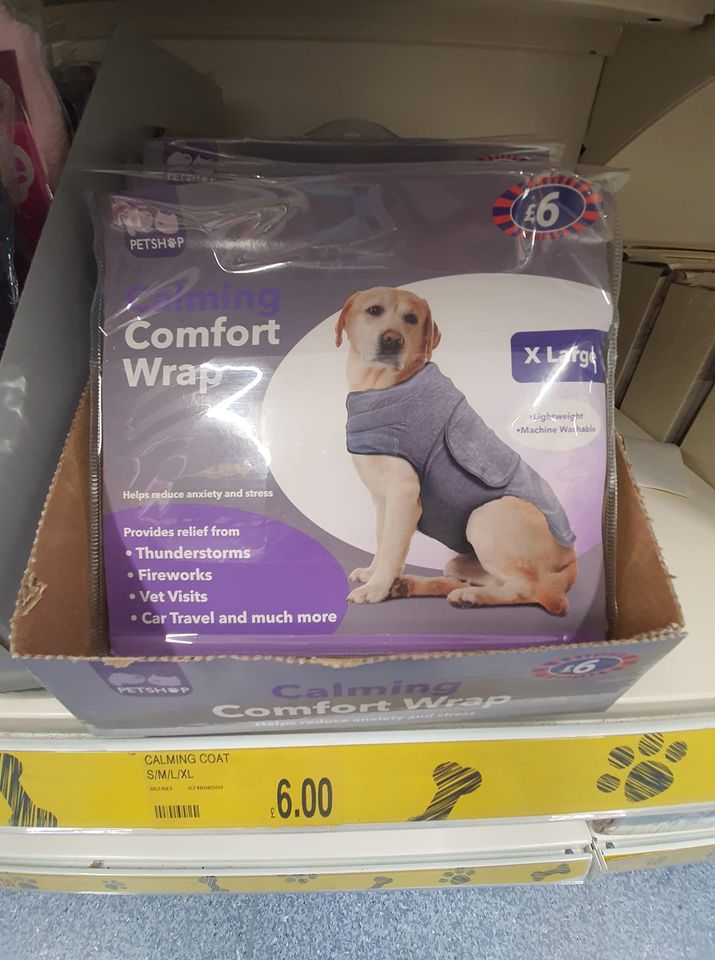 PETSHOP
£6
PETSHOP
Calming
Comfort
Wrap
X Large
•Lightweight
•Machine Washable
Helps reduce anxiety and stress
Provides relief from
• Thunderstorms
• Fireworks
• Vet Visits
• Car Travel and much more
PETSHOP
Calming
Comfort Wrap
Helps reduce anxiety and stress
£6
CALMING COAT
S/M/L/XL
£6.00